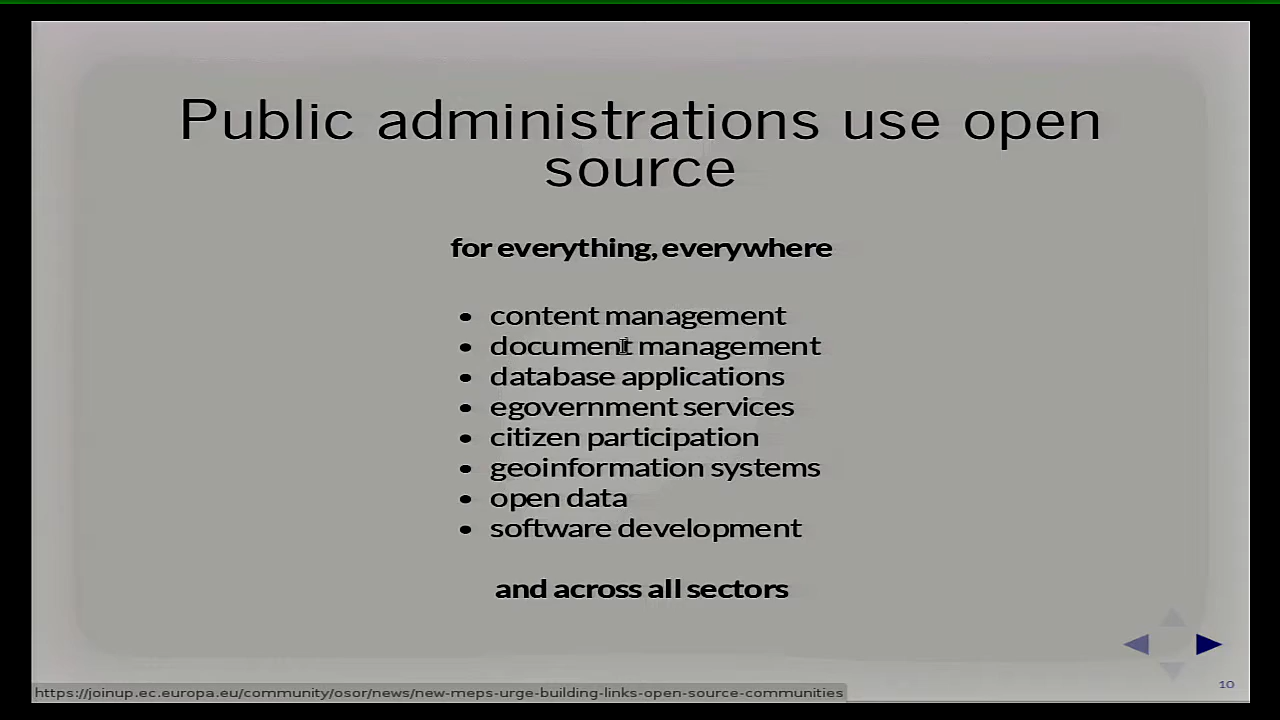 Public administrations use open
source
for everything, everywhere
• content management
• document management
• database applications
• egovernment services
• citizen participation
• geoinformation systems
• open data
• software development
and across all sectors
10
https://joinup.ec.europa.eu/community/osor/news/new-meps-urge-building-links-open-source-communities